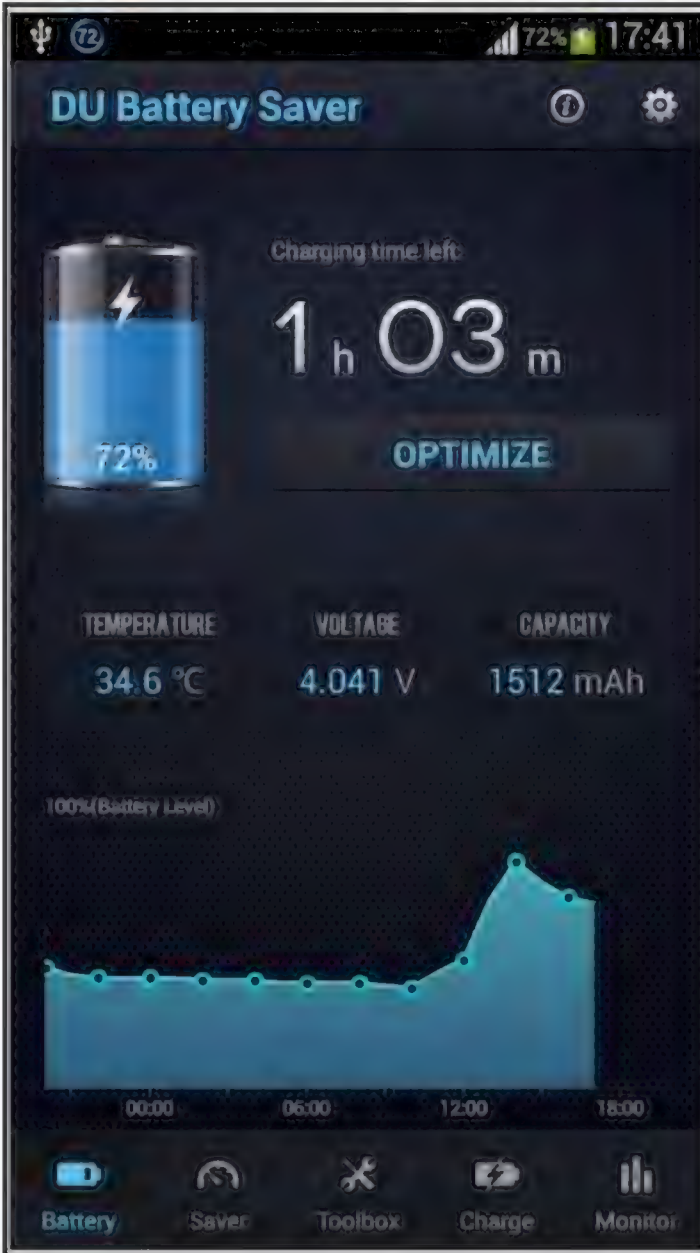 72 72% 17:41
DU Battery Saver
Charging time left
1 h 03 m
72%
OPTIMIZE
TEMPERATURE VOLTAGE CAPACITY
34.6 °C 4.041 V 1512 mAh
100%(Battery Level)
00:00 06:00 12:00 18:00
Battery Saver Toolbox Charge Monitor